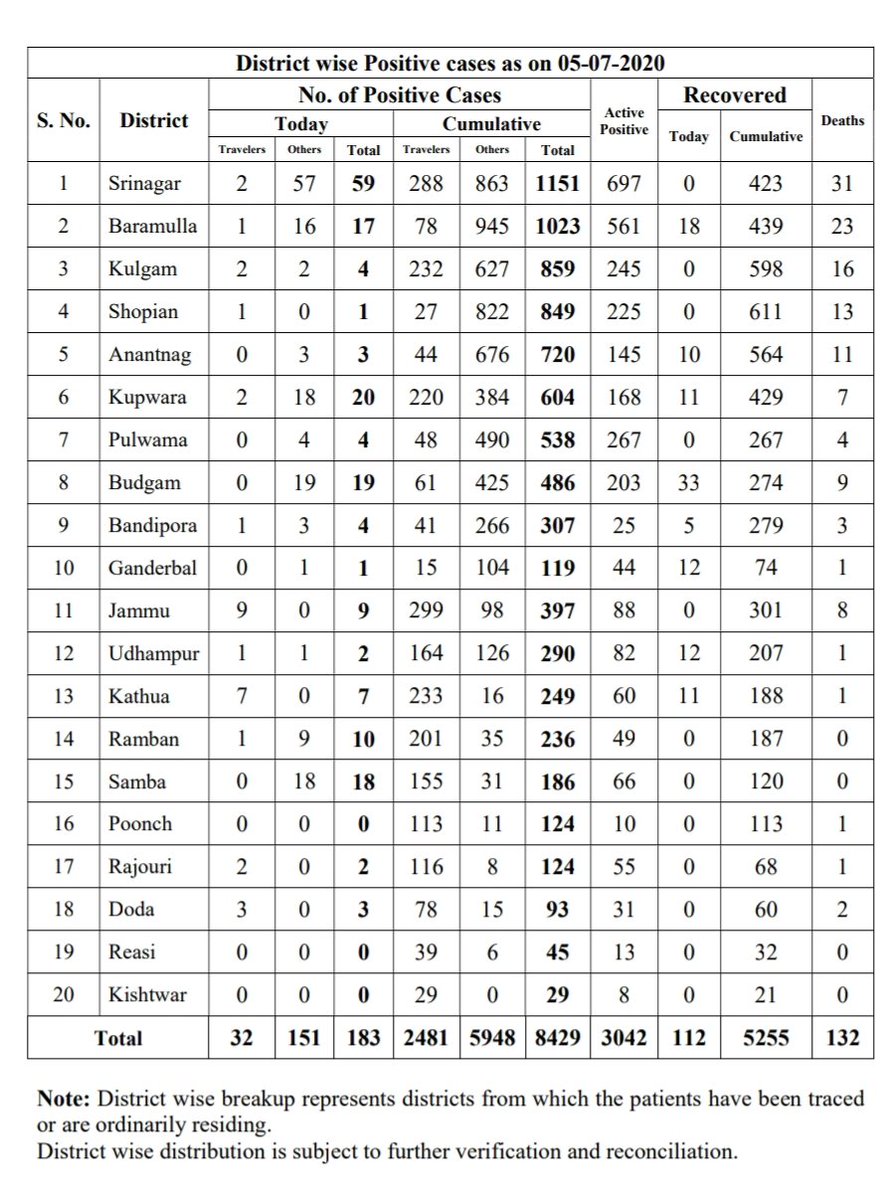 District wise Positive cases as on 05-07-2020
S. No. District No. of Positive Cases Active Positive Recovered Deaths
Today Cumulative Today Cumulative
Travelers Others Total Travelers Others Total
1 Srinagar 2 57 59 288 863 1151 697 0 423 31
2 Baramulla 1 16 17 78 945 1023 561 18 439 23
3 Kulgam 2 2 4 232 627 859 245 0 598 16
4 Shopian 1 0 1 27 822 849 225 0 611 13
5 Anantnag 0 3 3 44 676 720 145 10 564 11
6 Kupwara 2 18 20 220 384 604 168 11 429 7
7 Pulwama 0 4 4 48 490 538 267 0 267 4
8 Budgam 0 19 19 61 425 486 203 33 274 9
9 Bandipora 1 3 4 41 266 307 25 5 279 3
10 Ganderbal 0 1 1 15 104 119 44 12 74 1
11 Jammu 9 0 9 299 98 397 88 0 301 8
12 Udhampur 1 1 2 164 126 290 82 12 207 1
13 Kathua 7 0 7 233 16 249 60 11 188 1
14 Ramban 1 9 10 201 35 236 49 0 187 0
15 Samba 0 18 18 155 31 186 66 0 120 0
16 Poonch 0 0 0 113 11 124 10 0 113 1
17 Rajouri 2 0 2 116 8 124 55 0 68 1
18 Doda 3 0 3 78 15 93 31 0 60 2
19 Reasi 0 0 0 39 6 45 13 0 32 0
20 Kishtwar 0 0 0 29 0 29 8 0 21 0
Total 32 151 183 2481 5948 8429 3042 112 5255 132
Note: District wise breakup represents districts from which the patients have been traced
or are ordinarily residing.
District wise distribution is subject to further verification and reconciliation.